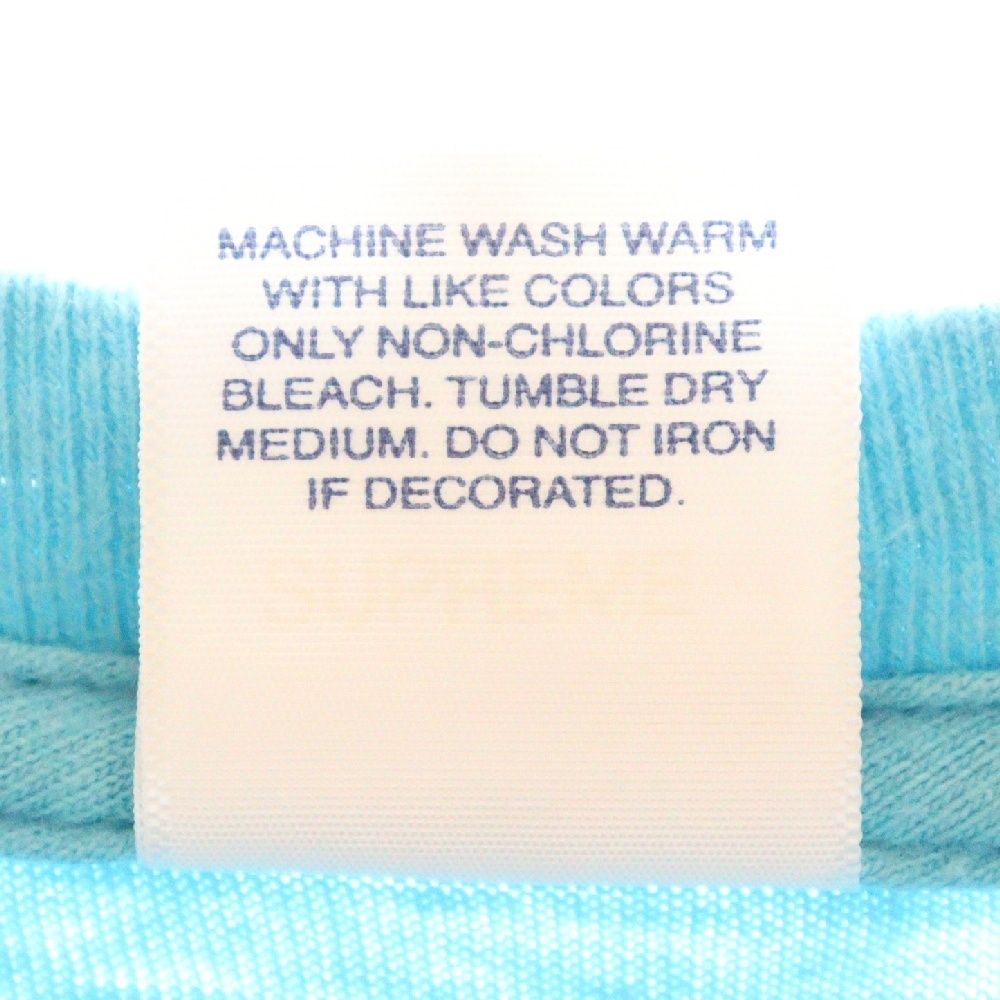 MACHINE WASH WARM
WITH LIKE COLORS
ONLY NON-CHLORINE
BLEACH. TUMBLE DRY
MEDIUM. DO NOT IRON
IF DECORATED.